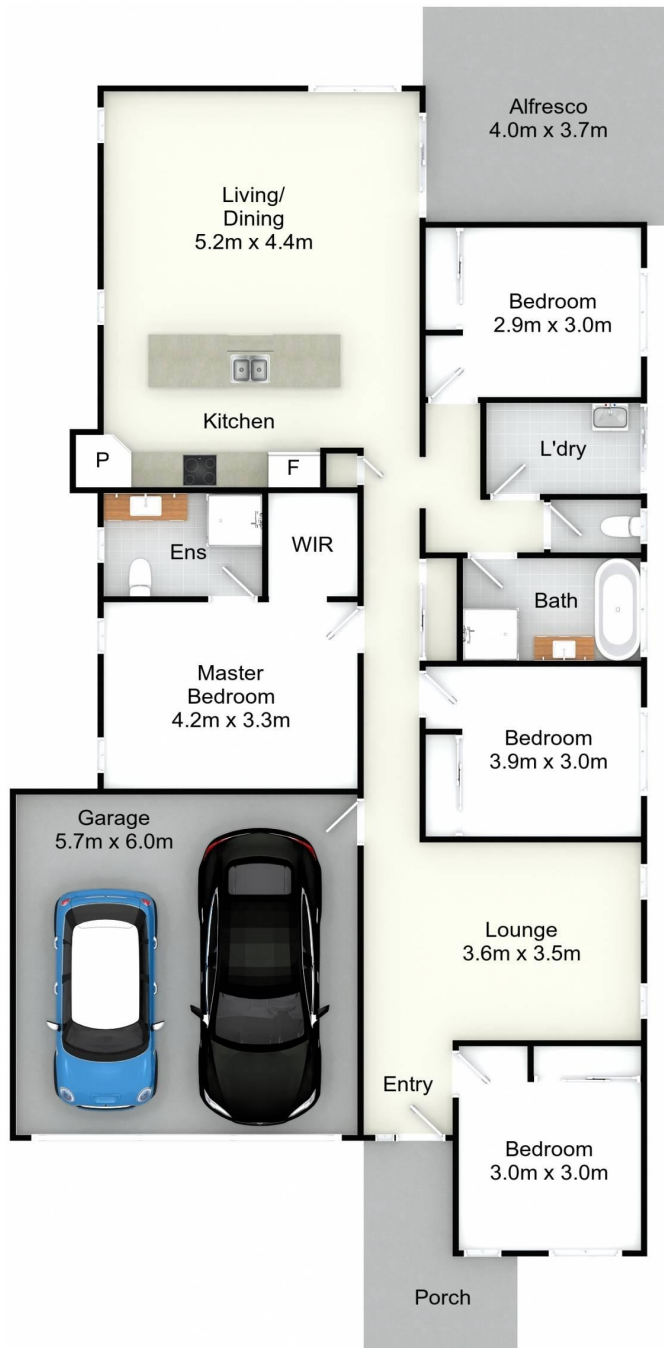 Alfresco
4.0m x 3.7m
Living/
Dining
5.2m x 4.4m
Bedroom
2.9m x 3.0m
Kitchen
L'dry
P
F
Ens
WIR
Bath
Master
Bedroom
4.2m x 3.3m
Bedroom
3.9m x 3.0m
Garage
5.7m x 6.0m
Lounge
3.6m x 3.5m
Entry
Bedroom
3.0m x 3.0m
Porch